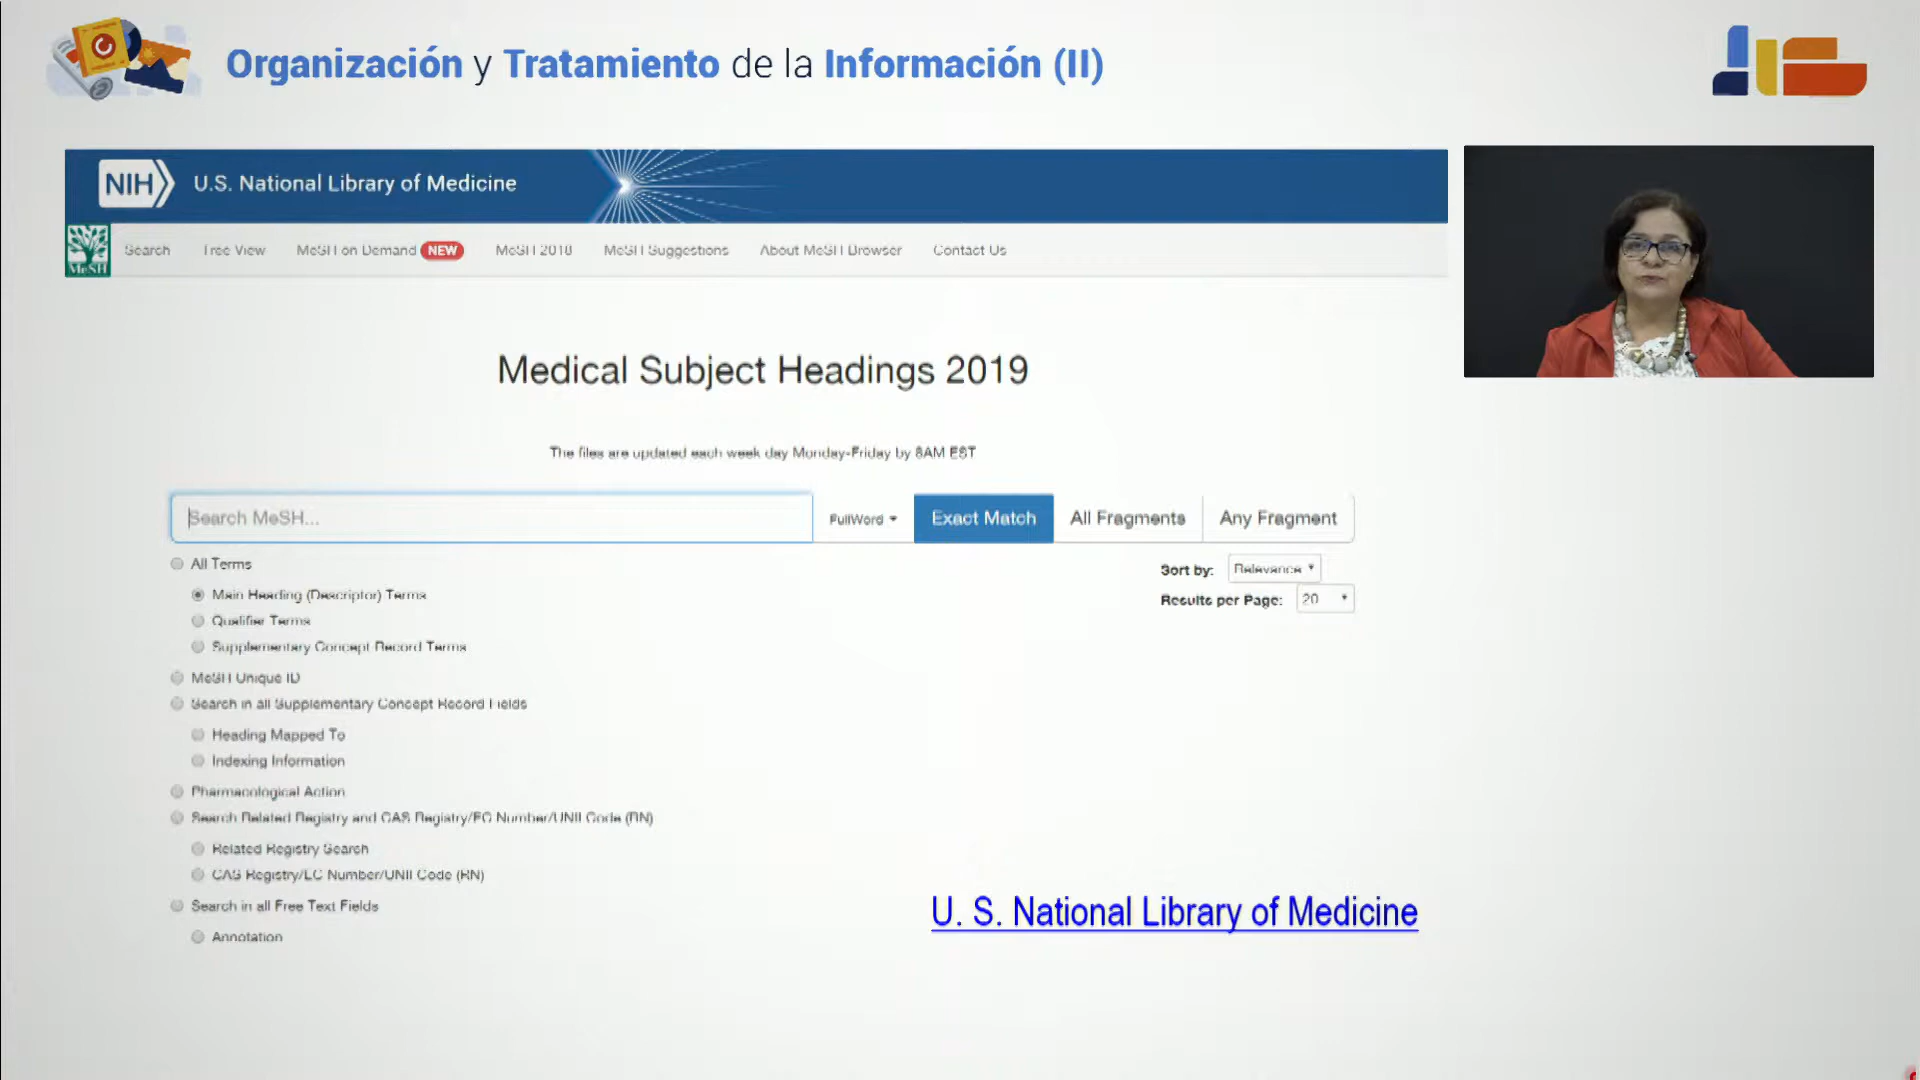 Organización y Tratamiento de la Información (II)
NIH U.S. National Library of Medicine
MeSH Search Tree View MeSH on Demand NEW MeSH 2018 MeSH Suggestions About MeSH Browser Contact Us
Medical Subject Headings 2019
The files are updated each week day Monday-Friday by 8AM EST
Search MeSH... FullWord Exact Match All Fragments Any Fragment
All Terms
Sort by: Relevance
Main Heading (Descriptor) Terms
Results per Page: 20
Qualifier Terms
Supplementary Concept Record Terms
MeSH Unique ID
Search in all Supplementary Concept Record Fields
Heading Mapped To
Indexing Information
Pharmacological Action
Search Related Registry and CAS Registry/EC Number/UNII Code (RN)
Related Registry Search
CAS Registry/EC Number/UNII Code (RN)
Search in all Free Text Fields
Annotation
U. S. National Library of Medicine